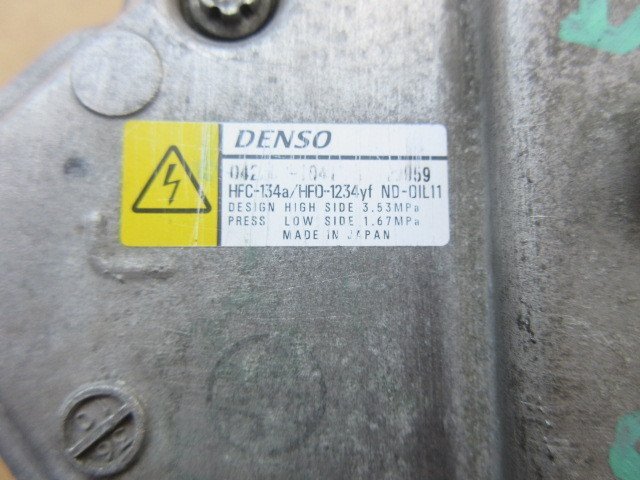 DENSO
HFC-134a/HFO-1234yf ND-OIL11
DESIGN HIGH SIDE 3.53MPa
PRESS LOW SIDE 1.67MPa
MADE IN JAPAN